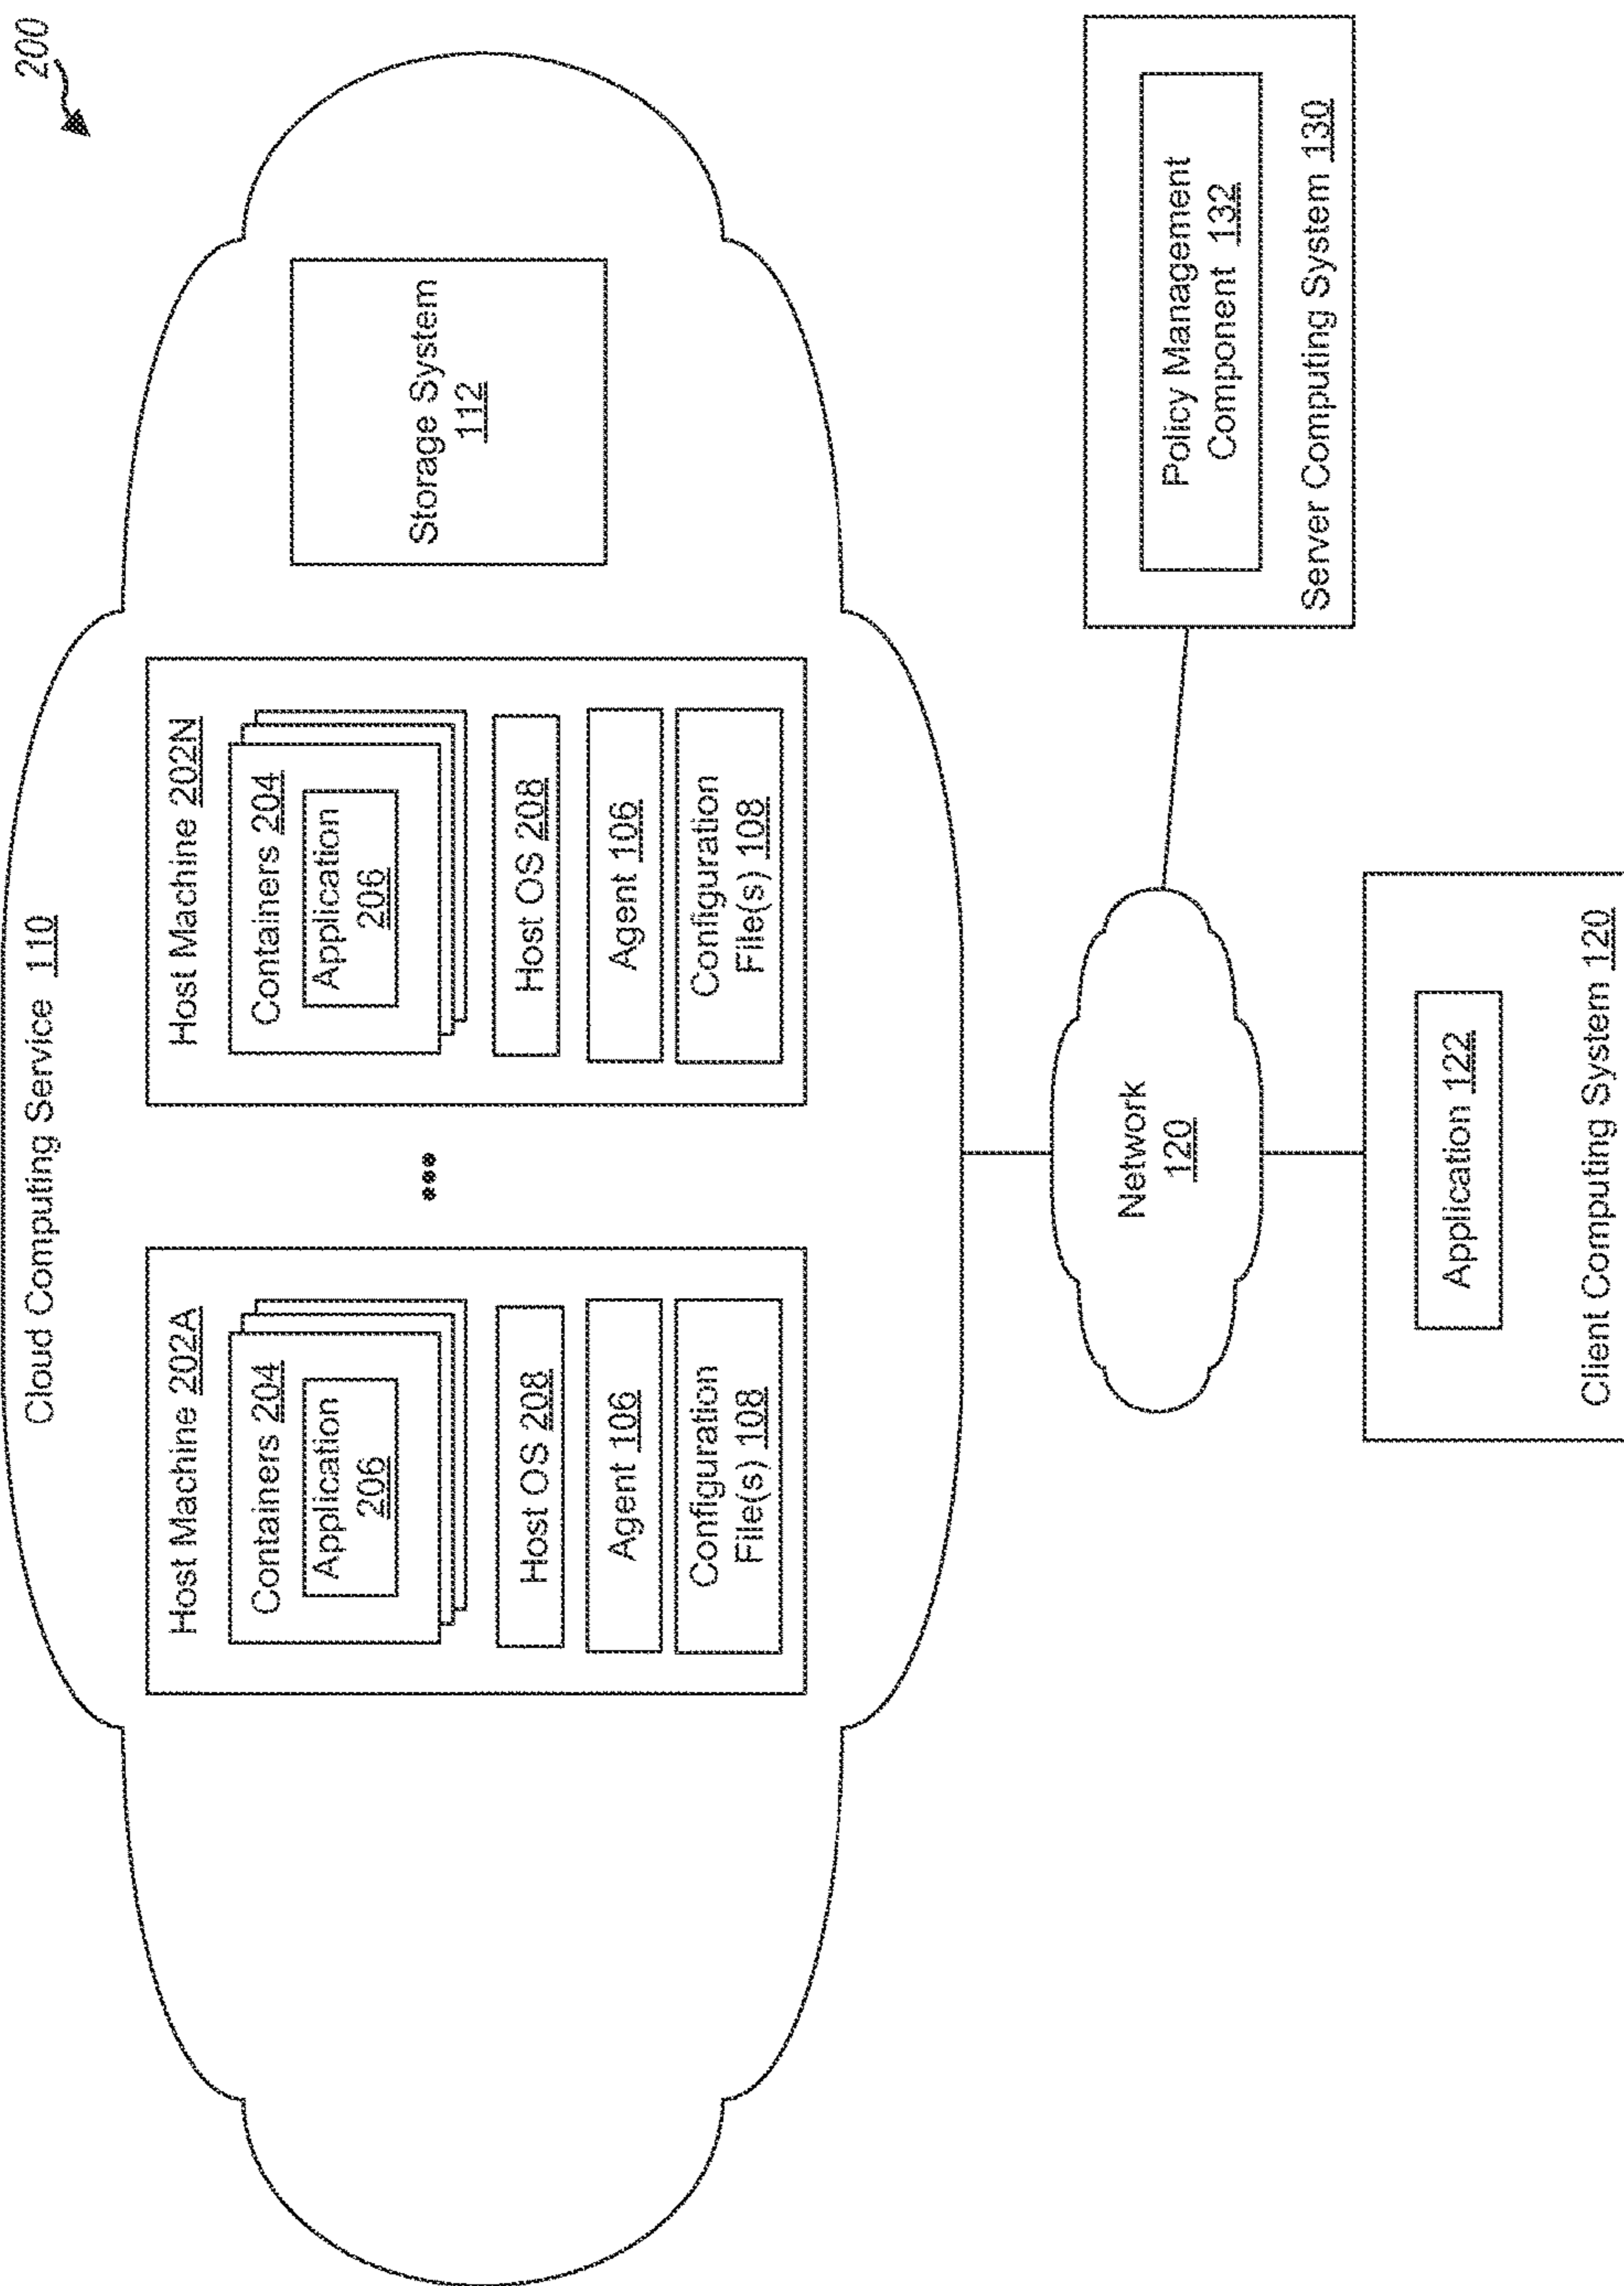 200
Cloud Computing Service 110
Host Machine 202A
Containers 204
Application
206
Host OS 208
Agent 106
Configuration
File(s) 108
•••
Host Machine 202N
Containers 204
Application
206
Host OS 208
Agent 106
Configuration
File(s) 108
Storage System
112
Network
120
Policy Management
Component 132
Server Computing System 130
Application 122
Client Computing System 120